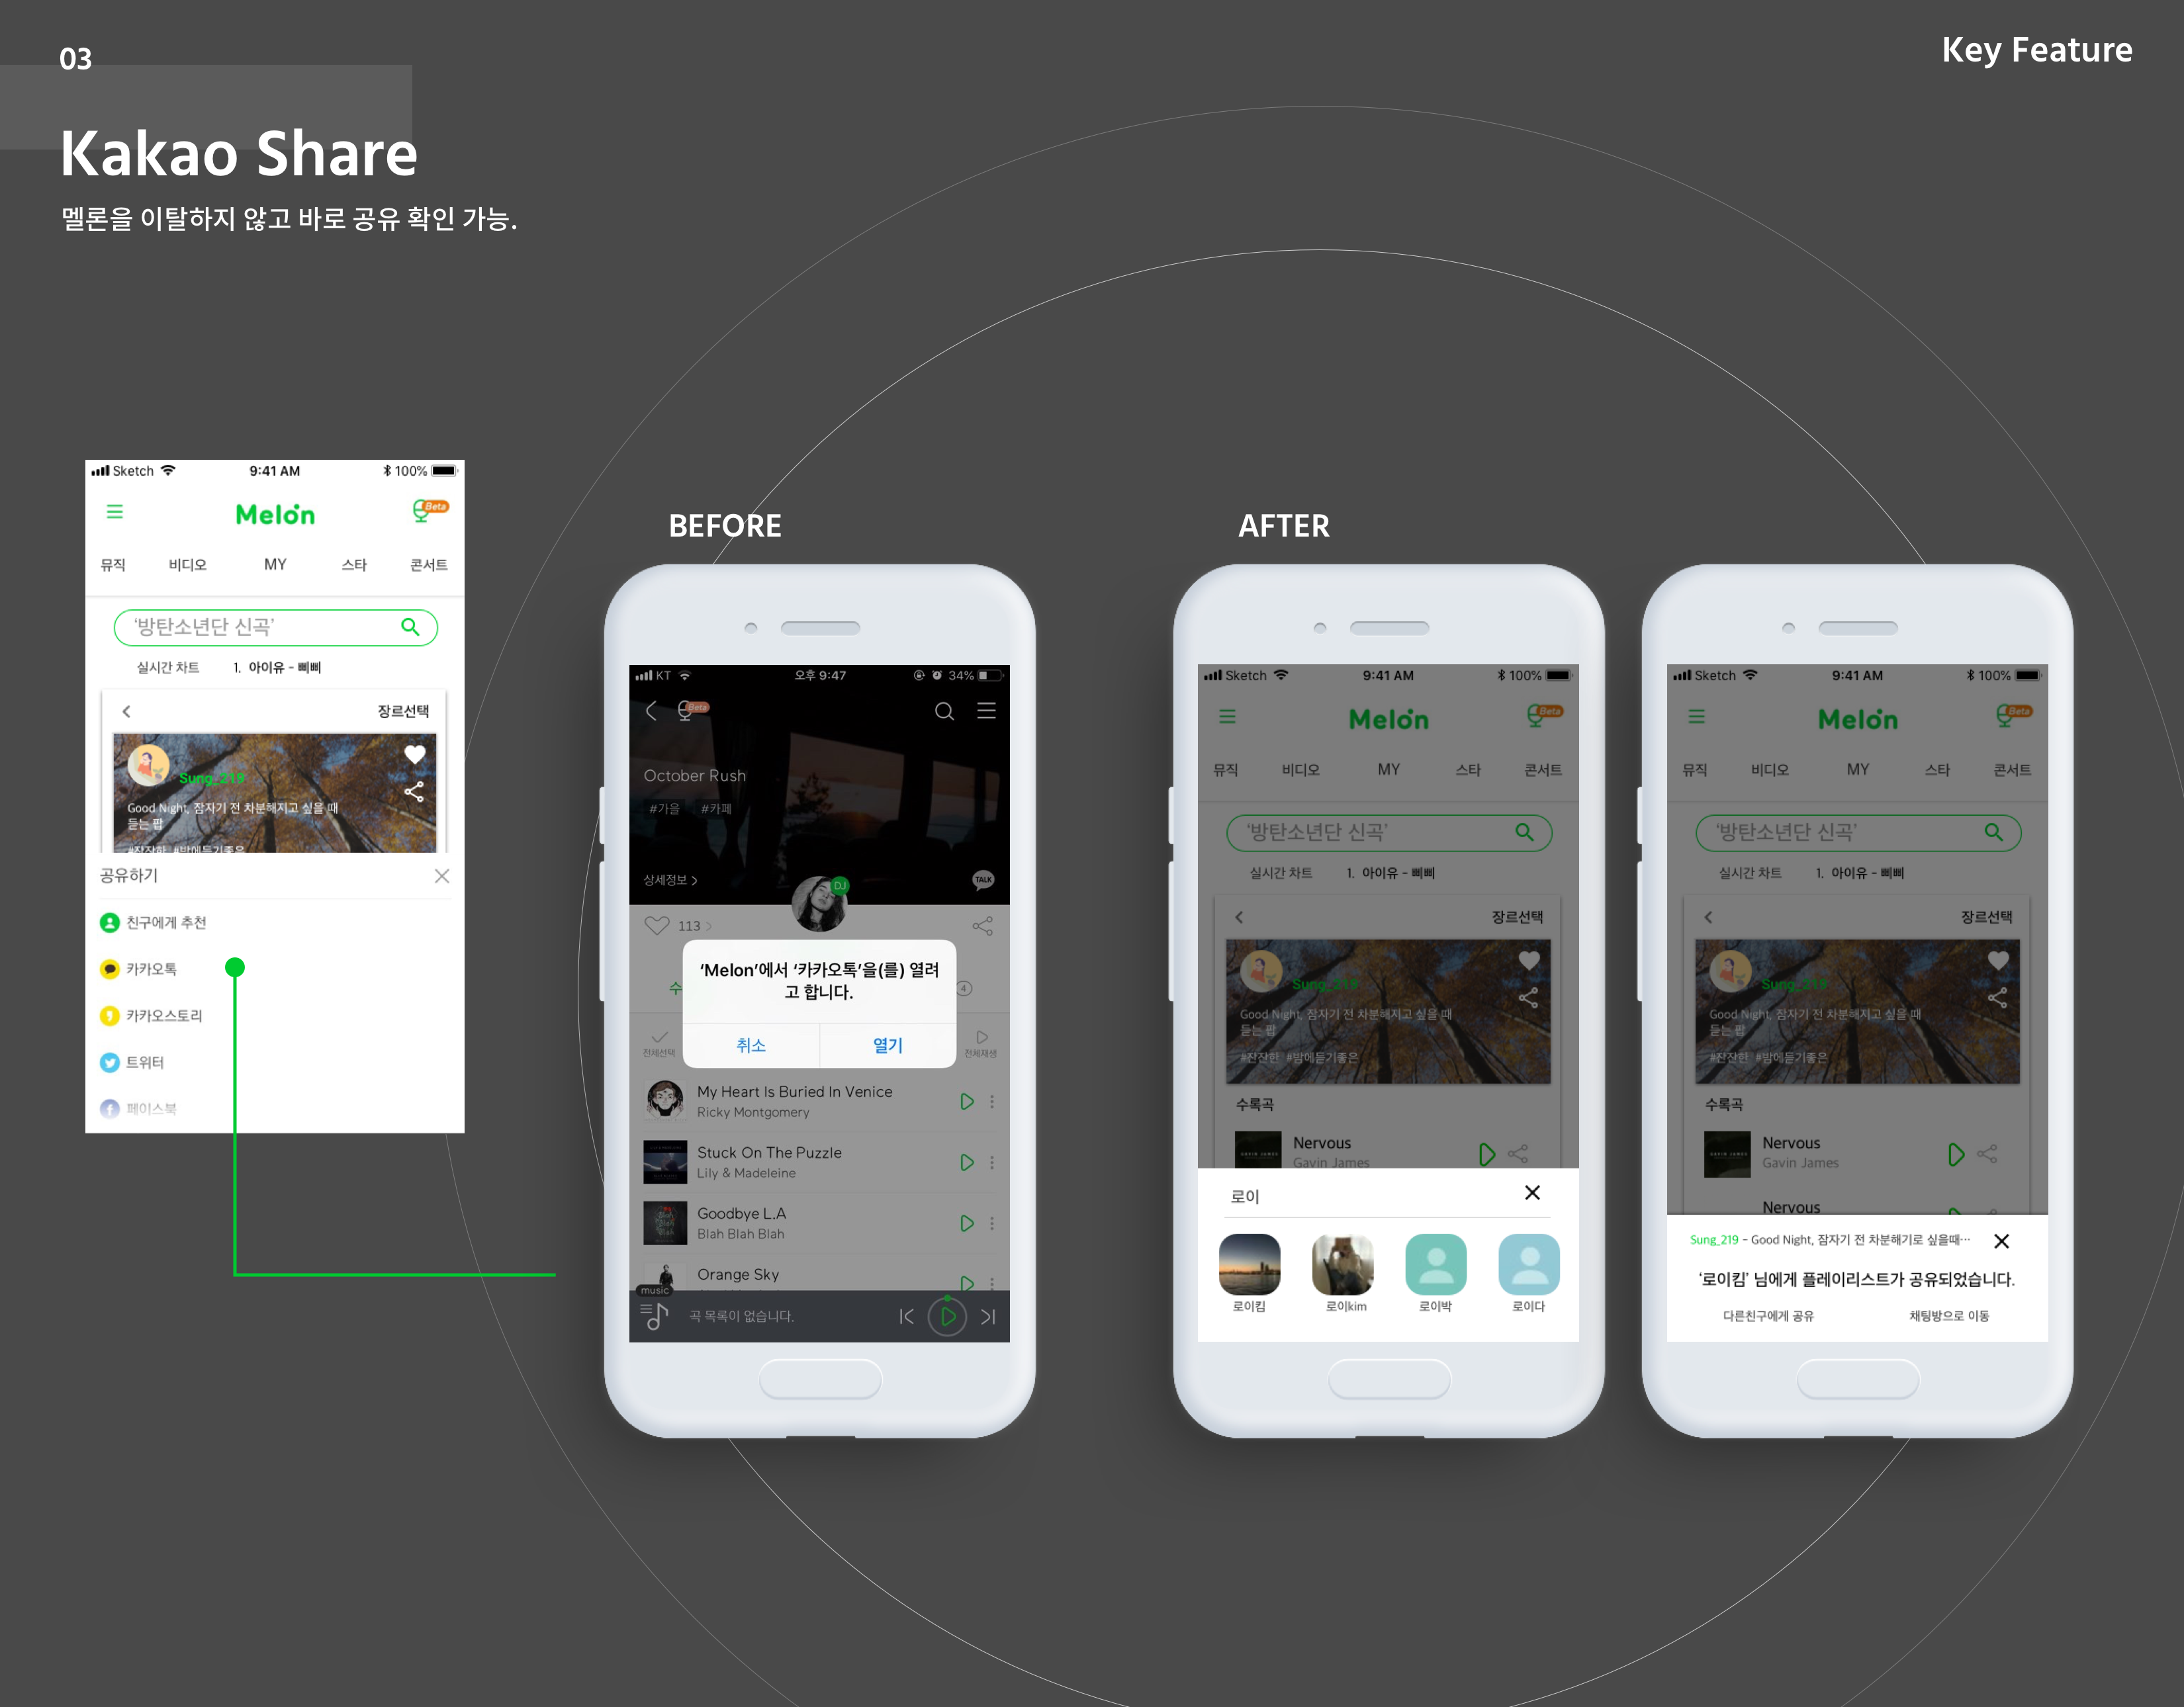 03
Key Feature
Kakao Share
멜론을 이탈하지 않고 바로 공유 확인 가능.
Sketch 9:41 AM 100%
Melon Beta
뮤직 비디오 MY 스타 콘서트
‘방탄소년단 신곡’
실시간 차트 1. 아이유 - 삐삐
장르선택
Sung_219
Good Night, 잠자기 전 차분해지고 싶을 때
듣는 팝
#잔잔한 #밤에듣기좋은
공유하기
친구에게 추천
카카오톡
카카오스토리
트위터
페이스북
BEFORE
KT 오후 9:47 34%
Beta
October Rush
#가을 #카페
상세정보 >
TALK
DJ
113 >
수
4
‘Melon’에서 ‘카카오톡’을(를) 열려
고 합니다.
취소 열기
전체선택 전체재생
My Heart Is Buried In Venice
Ricky Montgomery
Stuck On The Puzzle
Lily & Madeleine
Goodbye L.A
Blah Blah Blah
Orange Sky
music
곡 목록이 없습니다.
AFTER
Sketch 9:41 AM 100%
Melon Beta
뮤직 비디오 MY 스타 콘서트
‘방탄소년단 신곡’
실시간 차트 1. 아이유 - 삐삐
장르선택
Sung_219
Good Night, 잠자기 전 차분해지고 싶을 때
듣는 팝
#잔잔한 #밤에듣기좋은
수록곡
GAVIN JAMES
Nervous
Gavin James
로이
로이킴 로이kim 로이박 로이다
Sketch 9:41 AM 100%
Melon Beta
뮤직 비디오 MY 스타 콘서트
‘방탄소년단 신곡’
실시간 차트 1. 아이유 - 삐삐
장르선택
Sung_219
Good Night, 잠자기 전 차분해지고 싶을 때
듣는 팝
#잔잔한 #밤에듣기좋은
수록곡
GAVIN JAMES
Nervous
Gavin James
Nervous
Sung_219 - Good Night, 잠자기 전 차분해기로 싶을때…
‘로이킴’ 님에게 플레이리스트가 공유되었습니다.
다른친구에게 공유 채팅방으로 이동